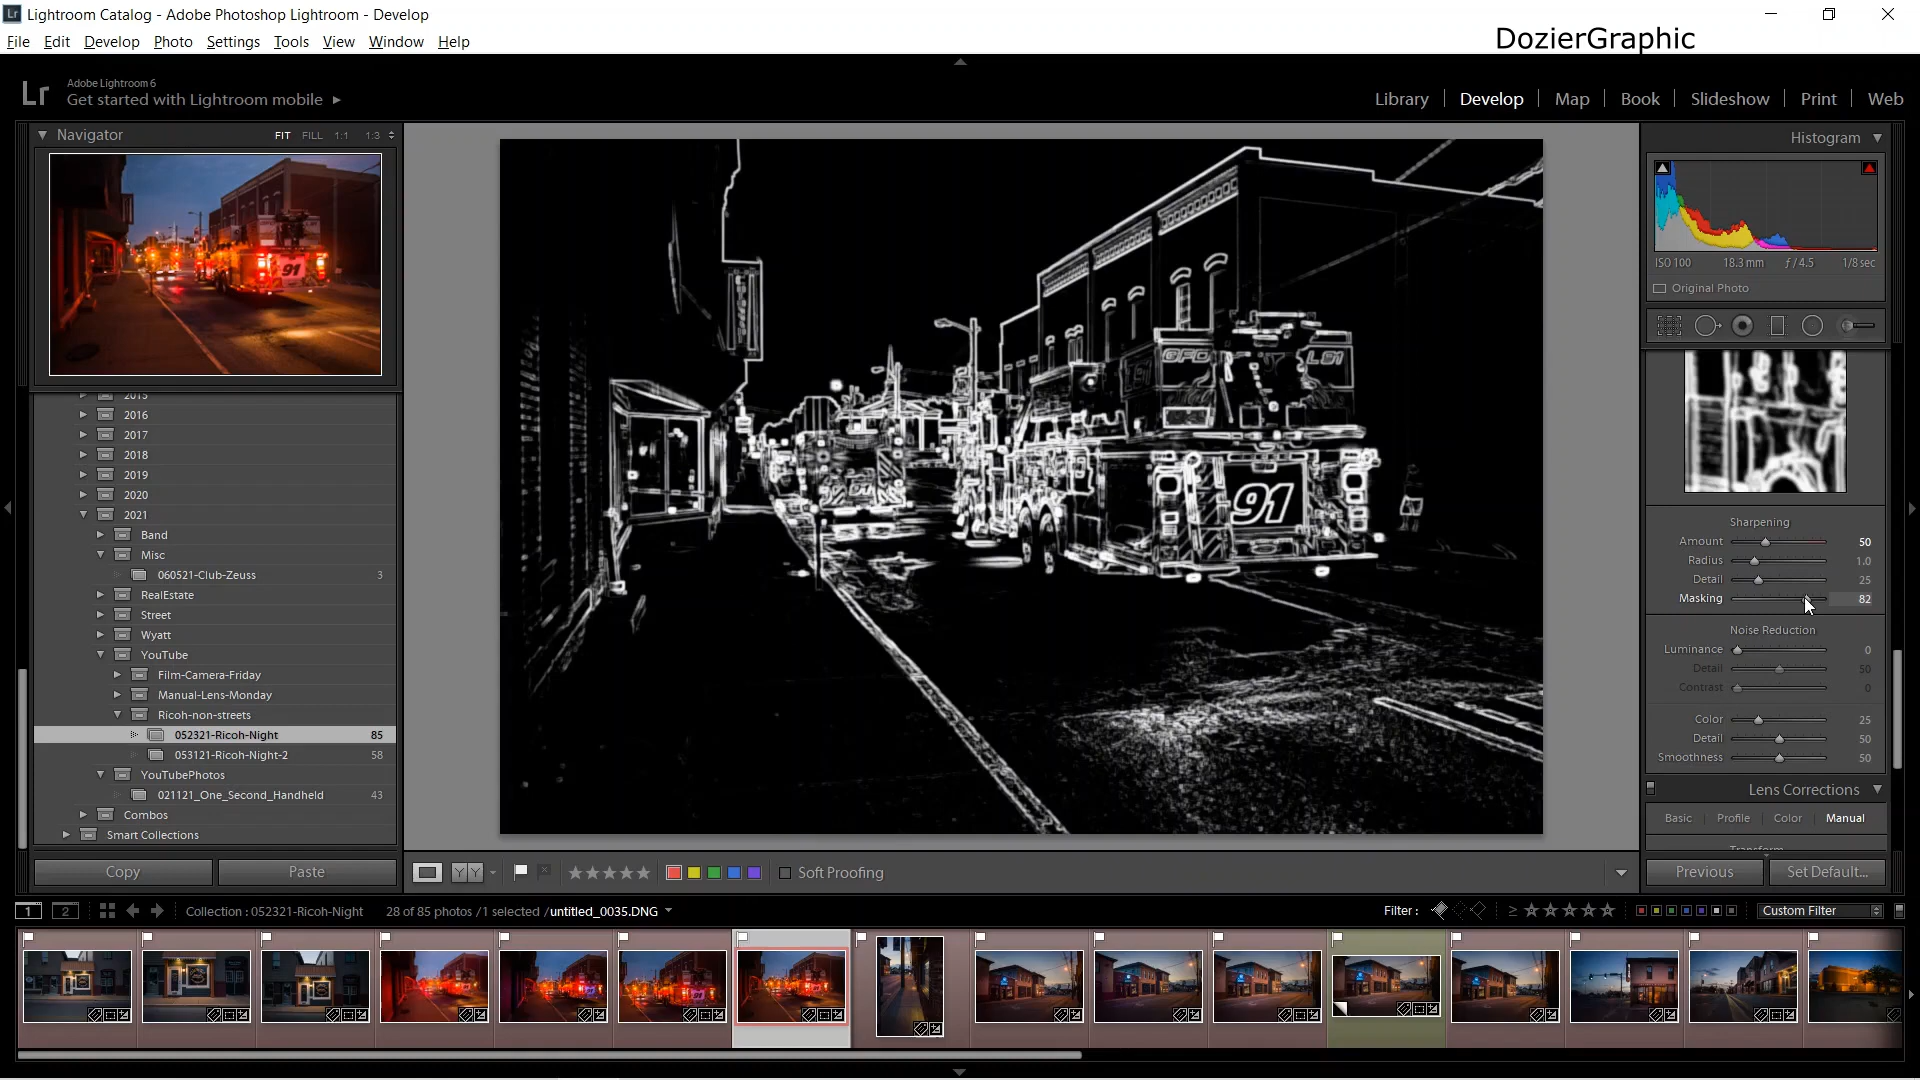 Lightroom Catalog - Adobe Photoshop Lightroom - Develop
File Edit Develop Photo Settings Tools View Window Help
DozierGraphic
Lr Adobe Lightroom 6
Get started with Lightroom mobile
Library Develop Map Book Slideshow Print Web
Navigator FIT FILL 1:1 1:3
Histogram
ISO 100 18.3 mm ƒ / 4.5 1/8 sec
Original Photo
GFD L 91
91
2015
2016
2017
2018
2019
2020
2021
Band
Misc
060521-Club-Zeuss 3
RealEstate
Street
Wyatt
YouTube
Film-Camera-Friday
Manual-Lens-Monday
Ricoh-non-streets
052321-Ricoh-Night 85
053121-Ricoh-Night-2 58
YouTubePhotos
021121_One_Second_Handheld 43
Combos
Smart Collections
Copy Paste
Sharpening
Amount 50
Radius 1.0
Detail 25
Masking 82
Noise Reduction
Luminance 0
Detail 50
Contrast 0
Color 25
Detail 50
Smoothness 50
Lens Corrections
Basic Profile Color Manual
Transform
Previous Set Default...
Soft Proofing
1 2 Collection : 052321-Ricoh-Night 28 of 85 photos / 1 selected / untitled_0035.DNG Filter : Custom Filter